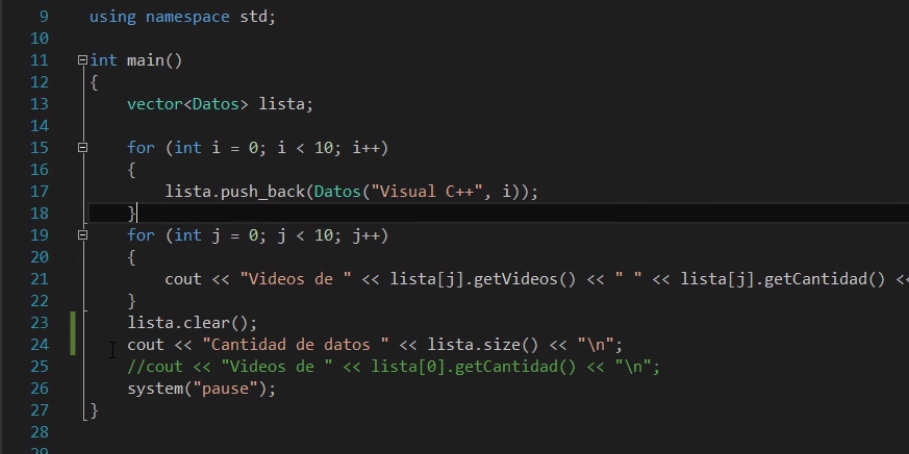 9 using namespace std;
10
11 int main()
12 {
13 vector<Datos> lista;
14
15 for (int i = 0; i < 10; i++)
16 {
17 lista.push_back(Datos("Visual C++", i));
18 }
19 for (int j = 0; j < 10; j++)
20 {
21 cout << "Videos de " << lista[j].getVideos() << " " << lista[j].getCantidad() <<
22 }
23 lista.clear();
24 cout << "Cantidad de datos " << lista.size() << "\n";
25 //cout << "Videos de " << lista[0].getCantidad() << "\n";
26 system("pause");
27 }
28